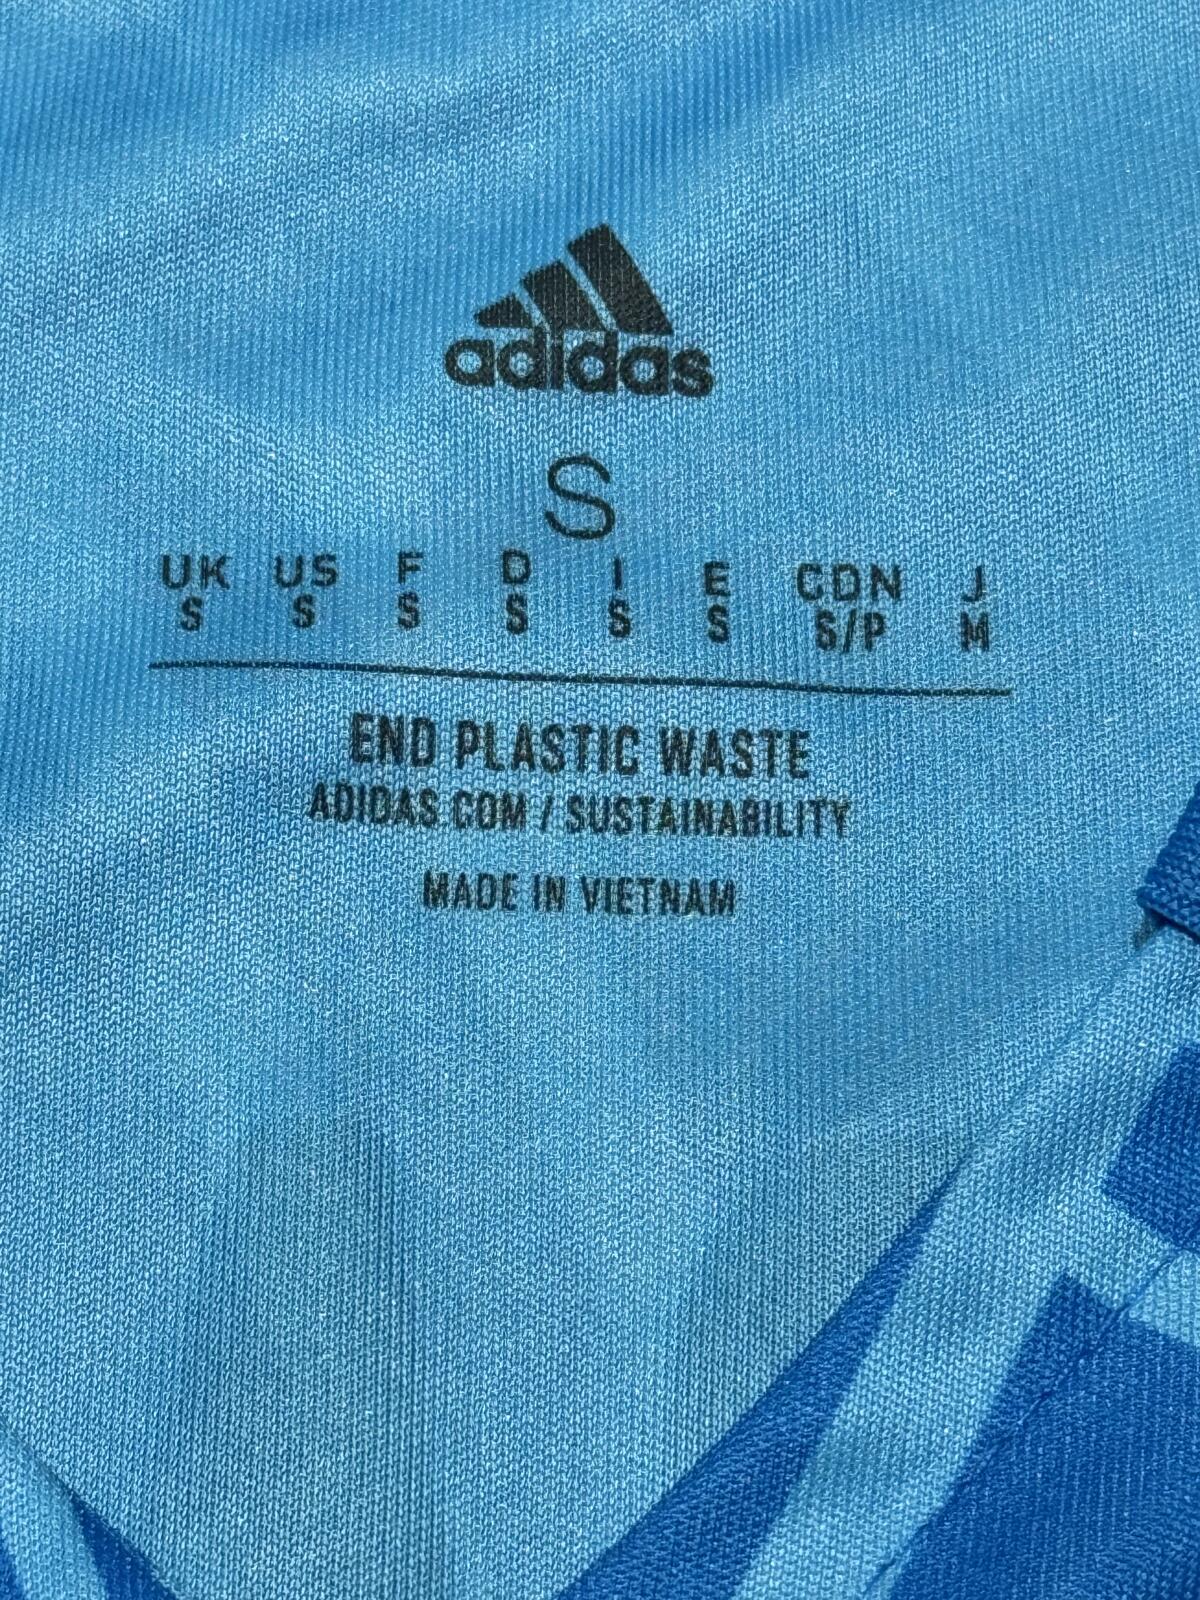 adidas
S
UK US F D I E CDN J
S S S S S S S/P M
END PLASTIC WASTE
ADIDAS.COM / SUSTAINABILITY
MADE IN VIETNAM